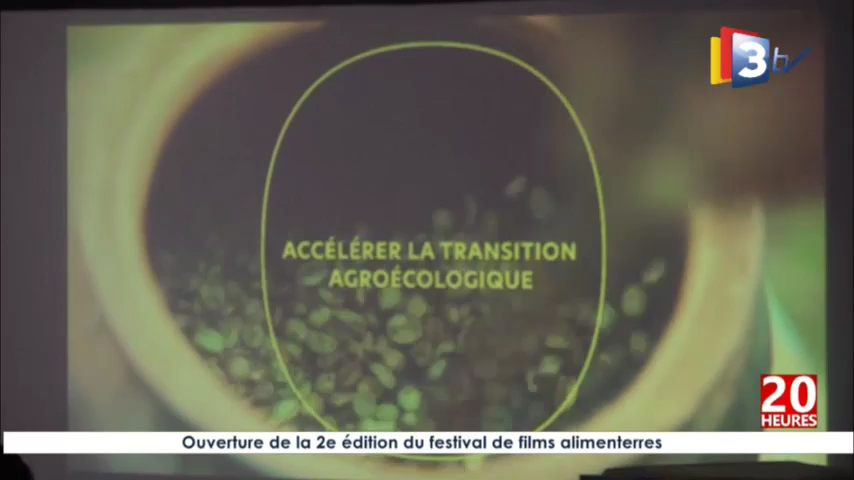 3tv
ACCÉLÉRER LA TRANSITION
AGROÉCOLOGIQUE
20
HEURES
Ouverture de la 2e édition du festival de films alimenterres